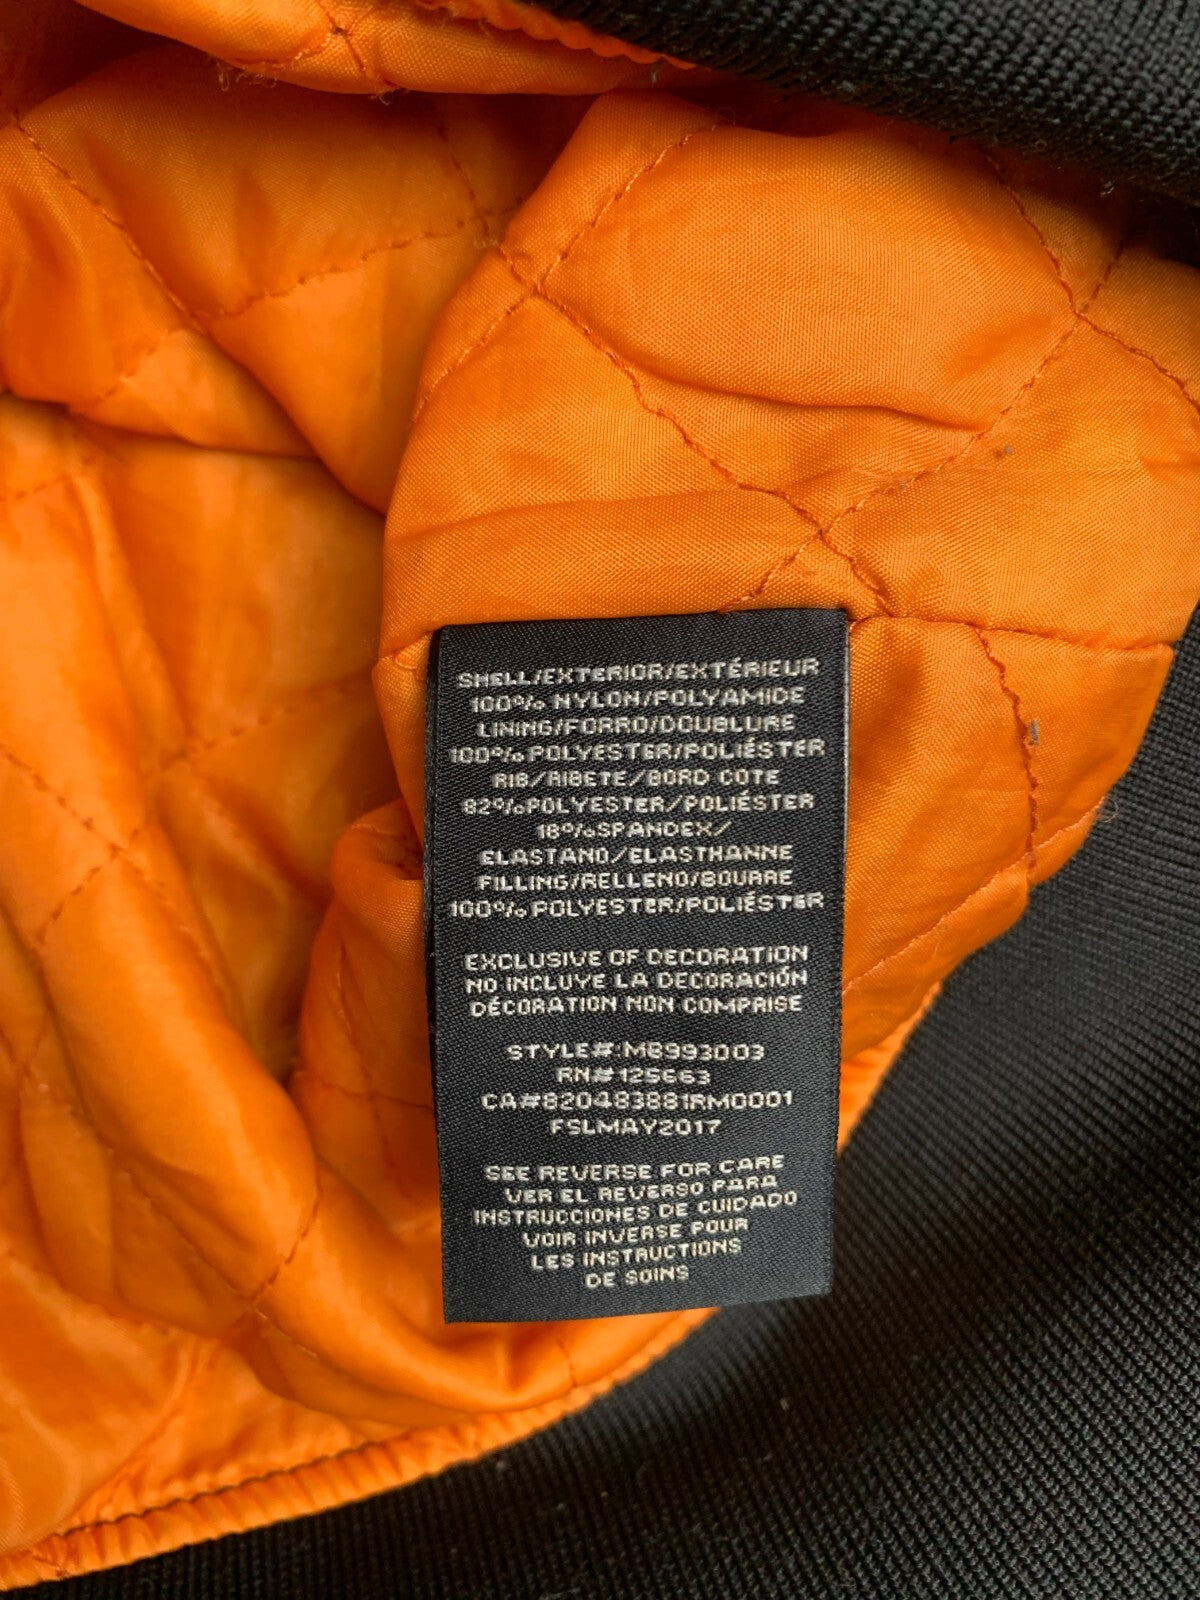 SHELL/EXTERIOR/EXTÉRIEUR
100% NYLON/POLYAMIDE
LINING/FORRO/DOUBLURE
100% POLYESTER/POLIÉSTER
RIB/RIBETE/BORD COTE
82%POLYESTER/POLIÉSTER
18%SPANDEX/
ELASTANO/ELASTHANNE
FILLING/RELLENO/BOURRE
100% POLYESTER/POLIÉSTER
EXCLUSIVE OF DECORATION
NO INCLUYE LA DECORACIÓN
DÉCORATION NON COMPRISE
STYLE#:M6993003
RN#125663
CA#820483881RM0001
FSLMAY2017
SEE REVERSE FOR CARE
VER EL REVERSO PARA
INSTRUCCIONES DE CUIDADO
VOIR INVERSE POUR
LES INSTRUCTIONS
DE SOINS